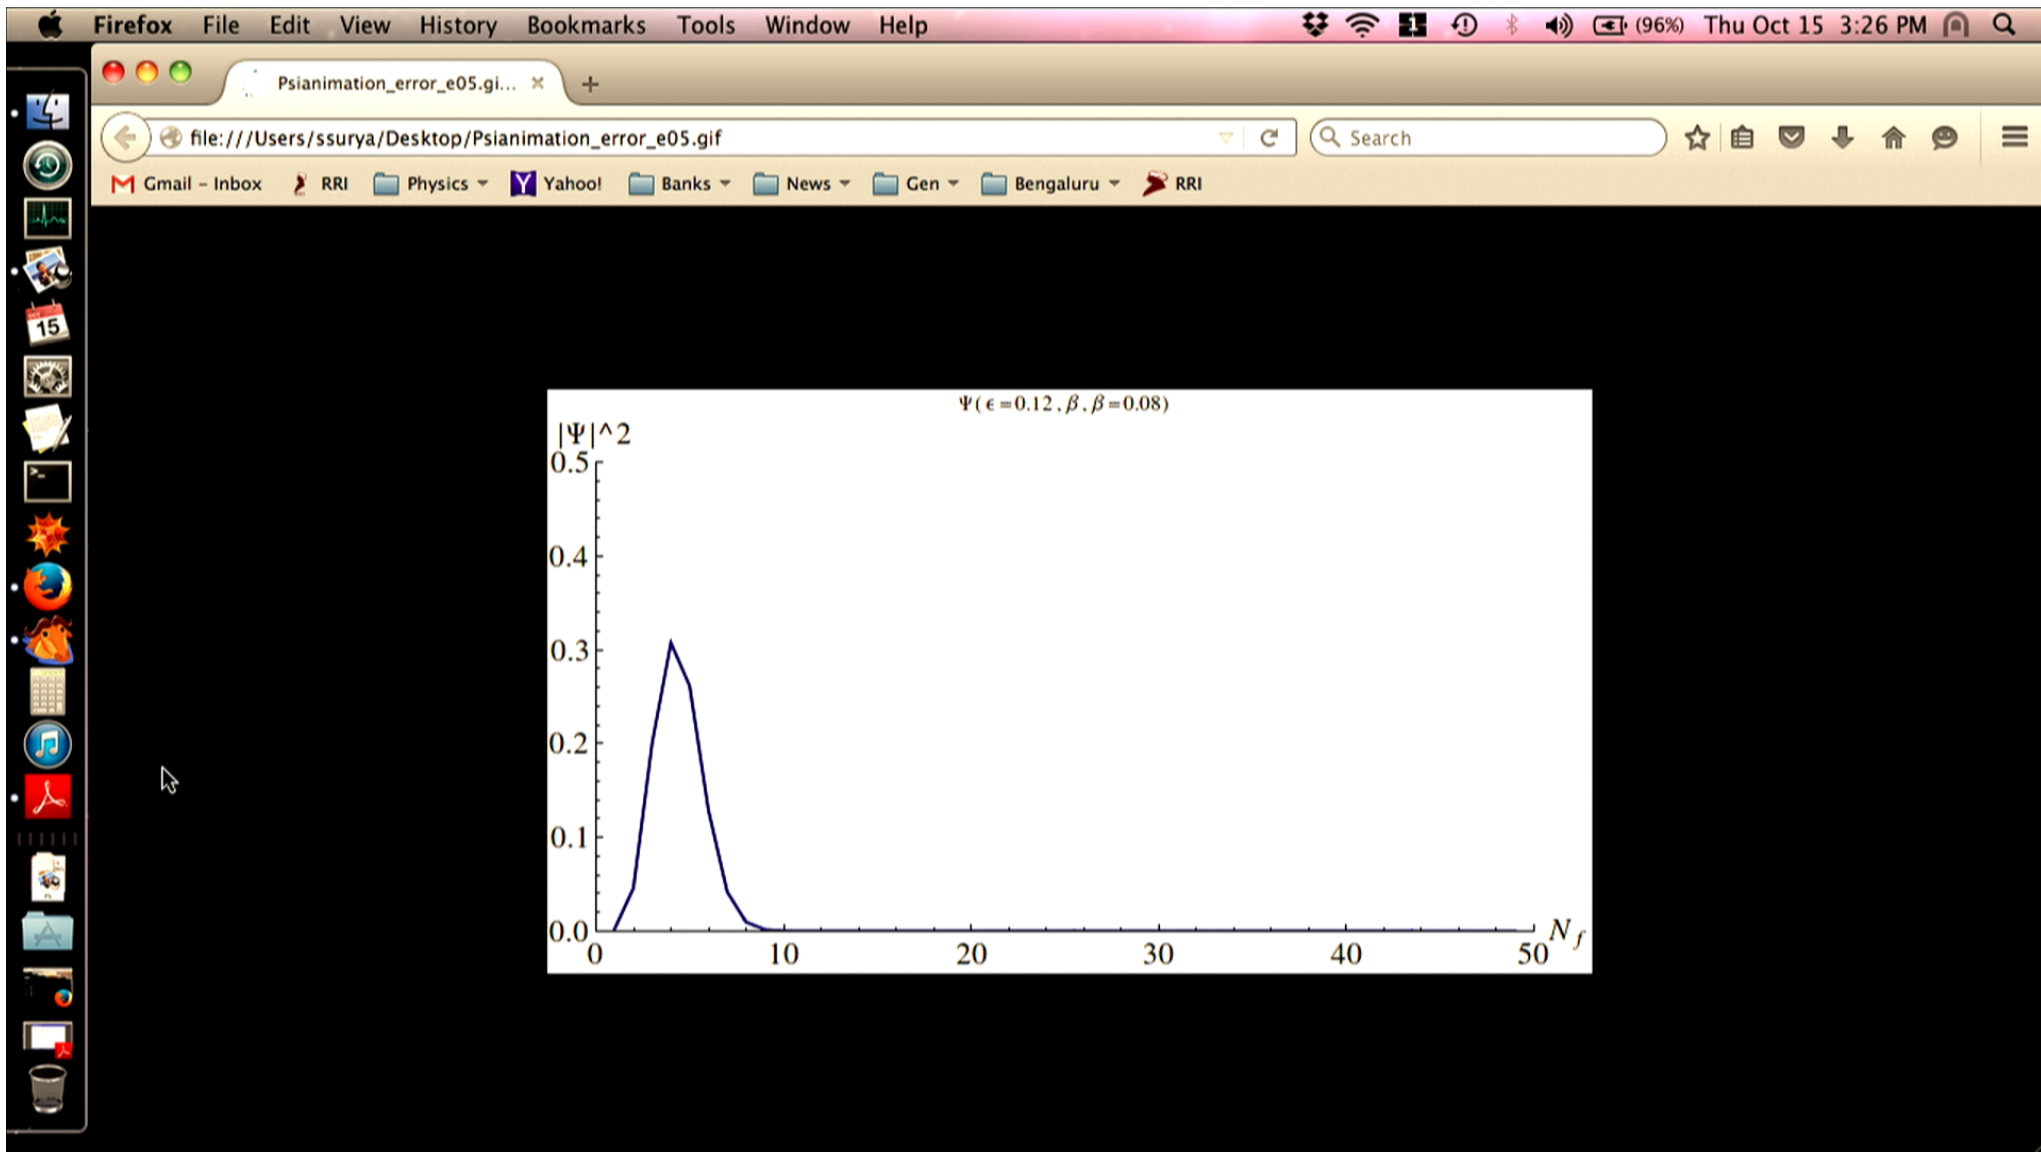 Firefox File Edit View History Bookmarks Tools Window Help 1 (96%) Thu Oct 15 3:26 PM
Psianimation_error_e05.gi...
file:///Users/ssurya/Desktop/Psianimation_error_e05.gif Search
Gmail – Inbox RRI Physics Yahoo! Banks News Gen Bengaluru RRI
OCT
15
Ψ(ϵ=0.12,β,β=0.08)
|Ψ|^2
0.5
0.4
0.3
0.2
0.1
0.0
0 10 20 30 40 50 N_f